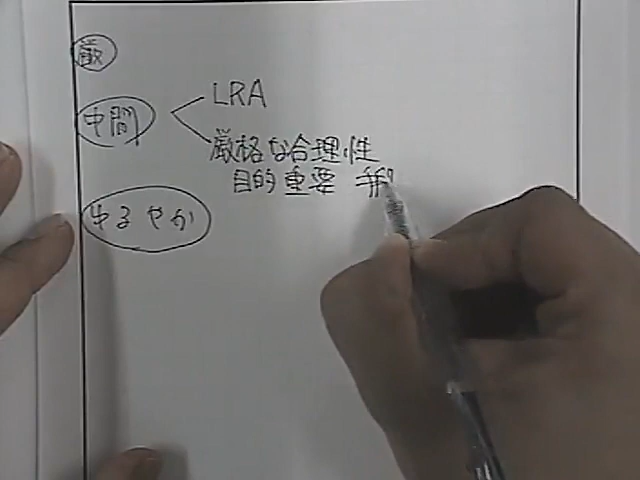 厳
中間
LRA
厳格な合理性
目的 重要 手
ゆるやか